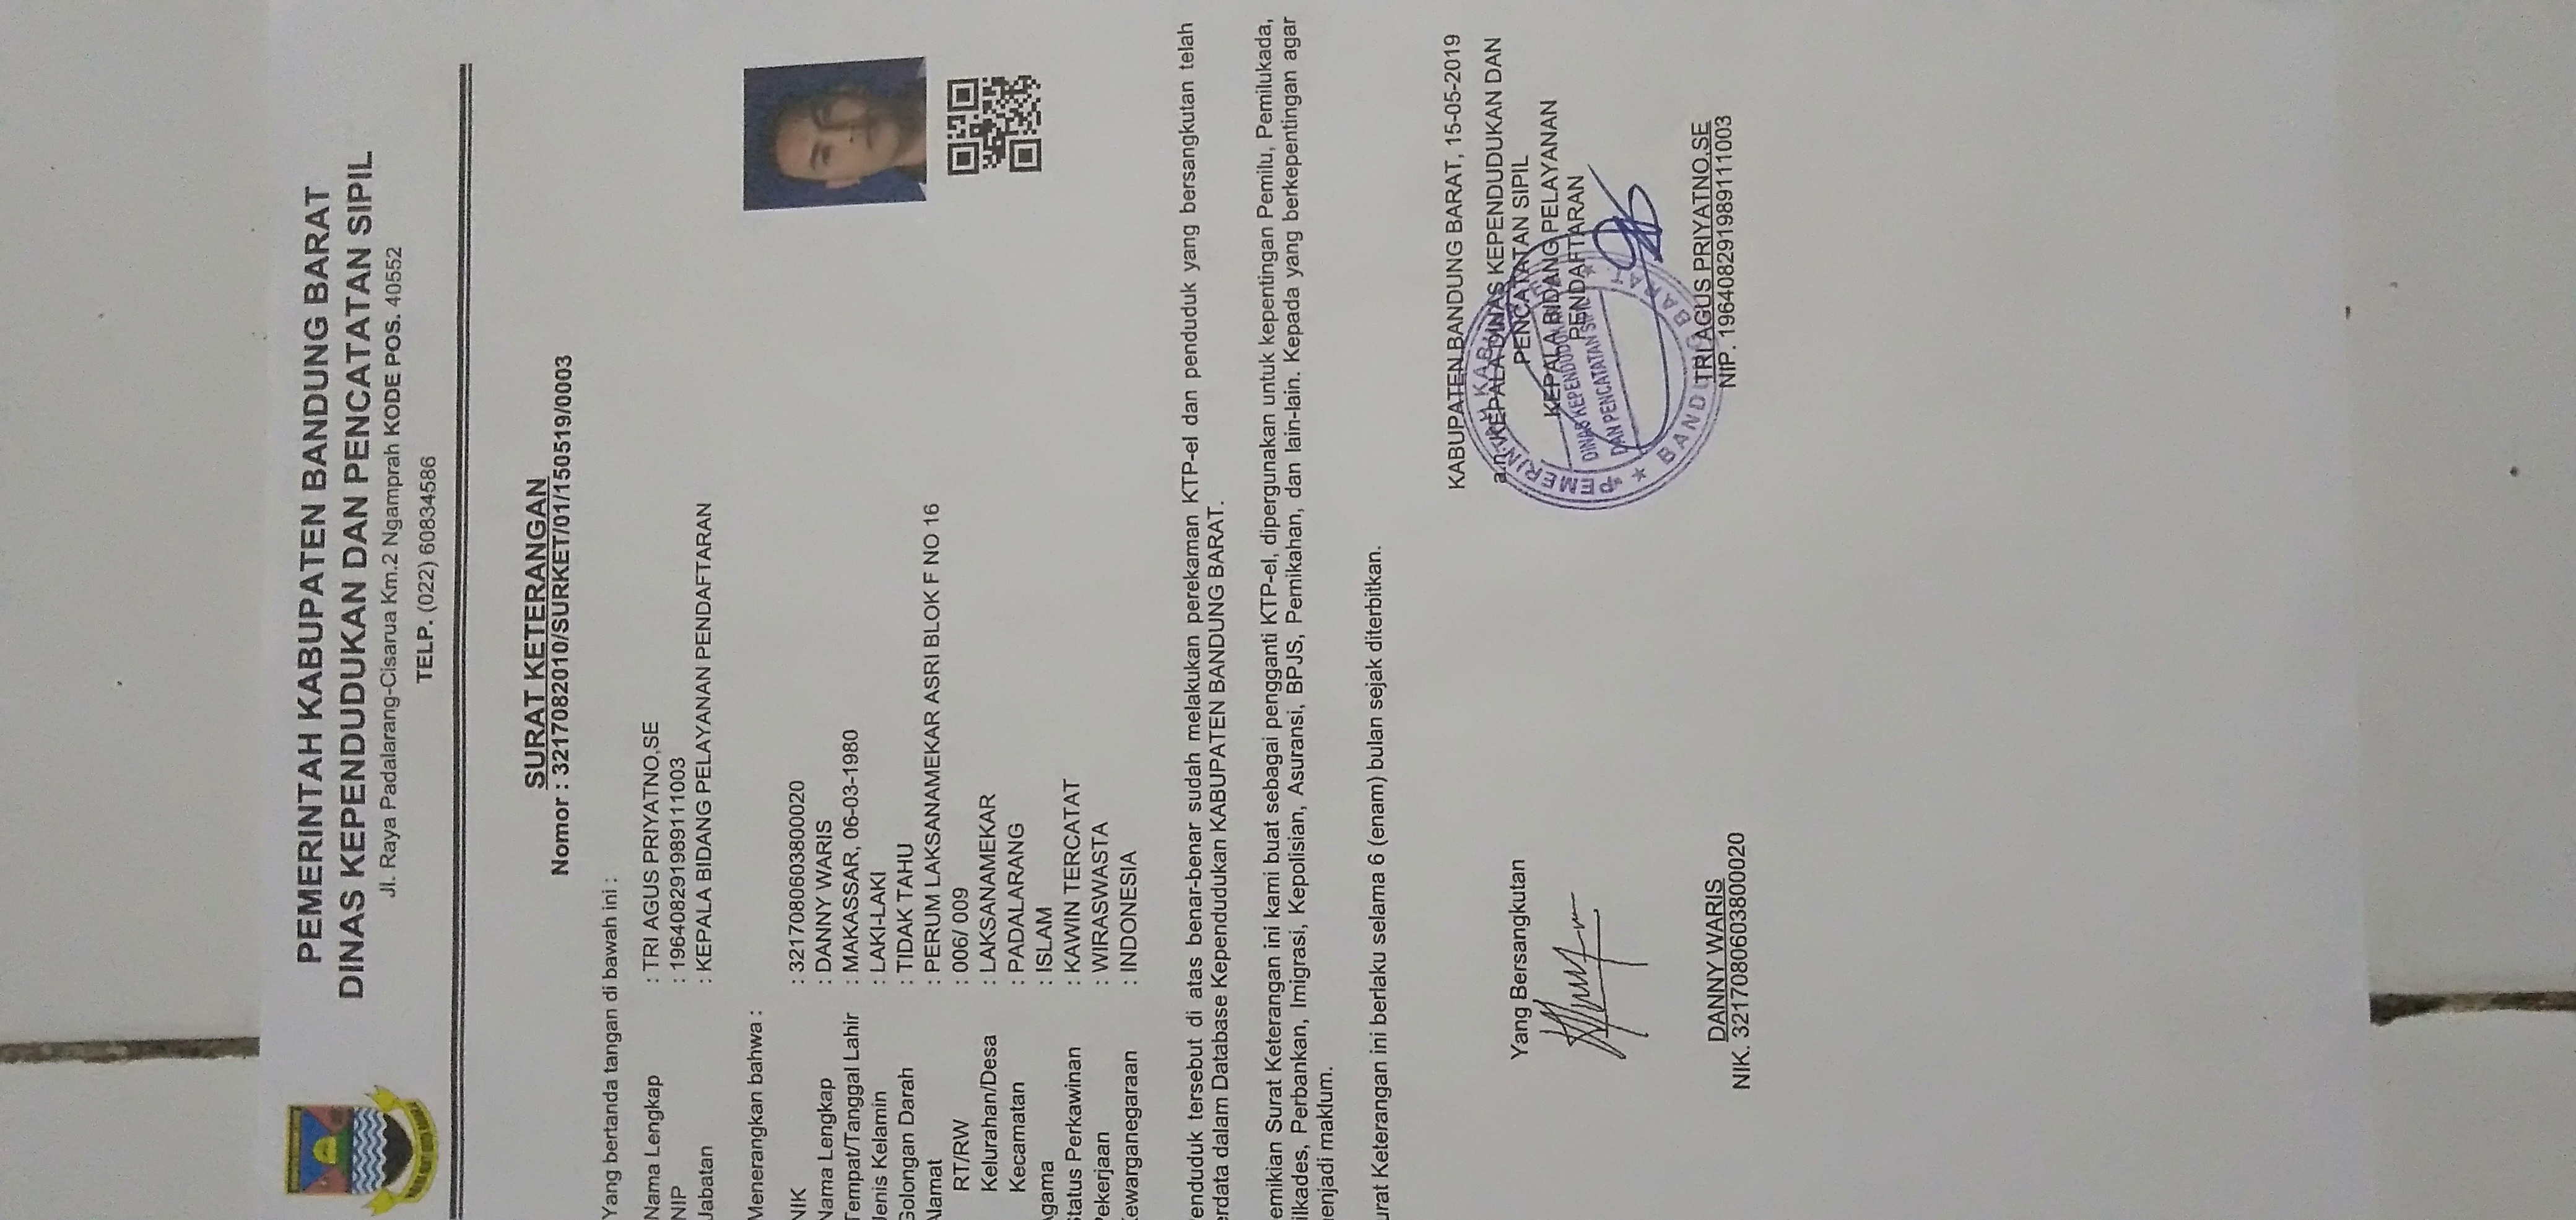 PEMERINTAH KABUPATEN BANDUNG BARAT
DINAS KEPENDUDUKAN DAN PENCATATAN SIPIL
Jl. Raya Padalarang-Cisarua Km.2 Ngamprah KODE POS. 40552
TELP. (022) 60834586
SURAT KETERANGAN
Nomor : 3217082010/SURKET/01/150519/0003
Yang bertanda tangan di bawah ini :
Nama Lengkap : TRI AGUS PRIYATNO,SE
NIP : 196408291989111003
Jabatan : KEPALA BIDANG PELAYANAN PENDAFTARAN
Menerangkan bahwa :
NIK : 3217080603800020
Nama Lengkap : DANNY WARIS
Tempat/Tanggal Lahir : MAKASSAR, 06-03-1980
Jenis Kelamin : LAKI-LAKI
Golongan Darah : TIDAK TAHU
Alamat : PERUM LAKSANAMEKAR ASRI BLOK F NO 16
RT/RW : 006/ 009
Kelurahan/Desa : LAKSANAMEKAR
Kecamatan : PADALARANG
Agama : ISLAM
Status Perkawinan : KAWIN TERCATAT
Pekerjaan : WIRASWASTA
Kewarganegaraan : INDONESIA
enduduk tersebut di atas benar-benar sudah melakukan perekaman KTP-el dan penduduk yang bersangkutan telah
erdata dalam Database Kependudukan KABUPATEN BANDUNG BARAT.
emikian Surat Keterangan ini kami buat sebagai pengganti KTP-el, dipergunakan untuk kepentingan Pemilu, Pemilukada,
ilkades, Perbankan, Imigrasi, Kepolisian, Asuransi, BPJS, Pernikahan, dan lain-lain. Kepada yang berkepentingan agar
enjadi maklum.
urat Keterangan ini berlaku selama 6 (enam) bulan sejak diterbitkan.
KABUPATEN BANDUNG BARAT, 15-05-2019
a.n. KEPALA DINAS KEPENDUDUKAN DAN
PENCATATAN SIPIL
KEPALA BIDANG PELAYANAN
PENDAFTARAN
Yang Bersangkutan
PEMERINTAH KABUPATEN
DINAS KEPENDUDUKAN
DAN PENCATATAN SIPIL
BANDUNG BARAT
DANNY WARIS
NIK. 3217080603800020
TRI AGUS PRIYATNO,SE
NIP. 196408291989111003